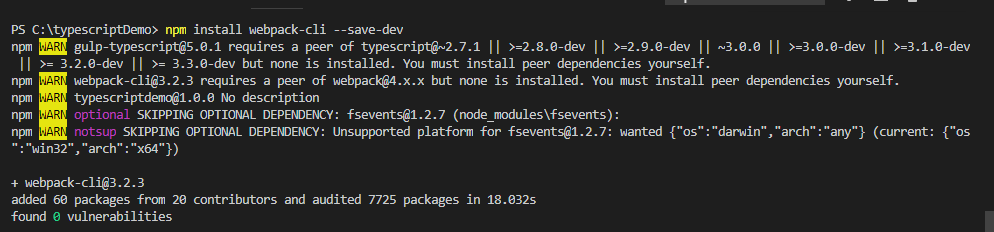 PS C:\typescriptDemo> npm install webpack-cli --save-dev
npm WARN gulp-typescript@5.0.1 requires a peer of typescript@~2.7.1 || >=2.8.0-dev || >=2.9.0-dev || ~3.0.0 || >=3.0.0-dev || >=3.1.0-dev
|| >= 3.2.0-dev || >= 3.3.0-dev but none is installed. You must install peer dependencies yourself.
npm WARN webpack-cli@3.2.3 requires a peer of webpack@4.x.x but none is installed. You must install peer dependencies yourself.
npm WARN typescriptdemo@1.0.0 No description
npm WARN optional SKIPPING OPTIONAL DEPENDENCY: fsevents@1.2.7 (node_modules\fsevents):
npm WARN notsup SKIPPING OPTIONAL DEPENDENCY: Unsupported platform for fsevents@1.2.7: wanted {"os":"darwin","arch":"any"} (current: {"os
":"win32","arch":"x64"})
+ webpack-cli@3.2.3
added 60 packages from 20 contributors and audited 7725 packages in 18.032s
found 0 vulnerabilities